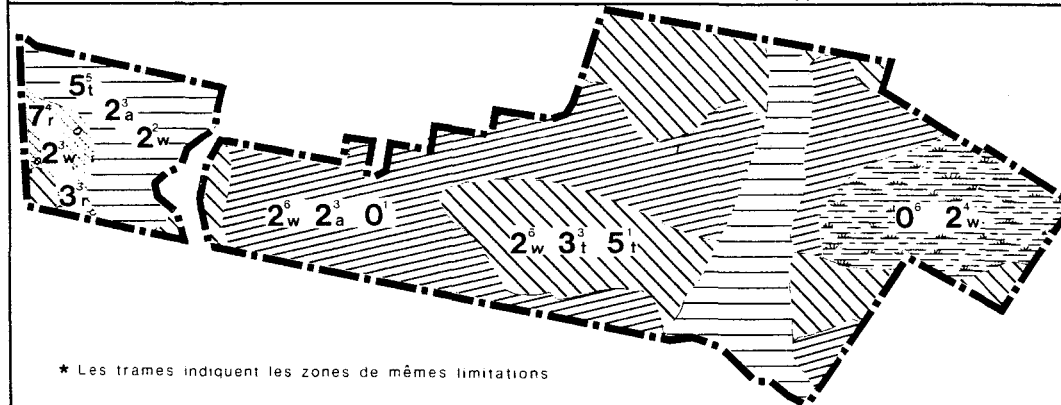 5⁵t 2³a 2²w
7⁴r 2³w 3³r
2⁶w 2³a 0¹
2⁶w 3³t 5¹t
0⁶ 2⁴w
* Les trames indiquent les zones de mêmes limitations